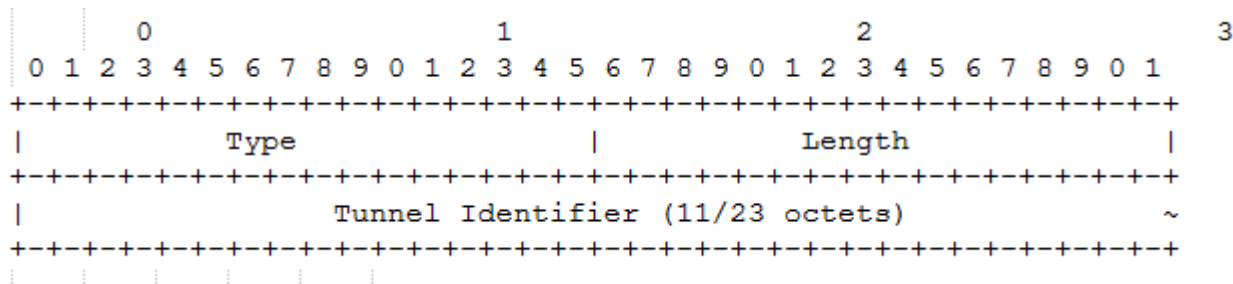 0 1 2 3
0 1 2 3 4 5 6 7 8 9 0 1 2 3 4 5 6 7 8 9 0 1 2 3 4 5 6 7 8 9 0 1
+-+-+-+-+-+-+-+-+-+-+-+-+-+-+-+-+-+-+-+-+-+-+-+-+-+-+-+-+-+-+-+-+
| Type | Length |
+-+-+-+-+-+-+-+-+-+-+-+-+-+-+-+-+-+-+-+-+-+-+-+-+-+-+-+-+-+-+-+-+
| Tunnel Identifier (11/23 octets) ~
+-+-+-+-+-+-+-+-+-+-+-+-+-+-+-+-+-+-+-+-+-+-+-+-+-+-+-+-+-+-+-+-+